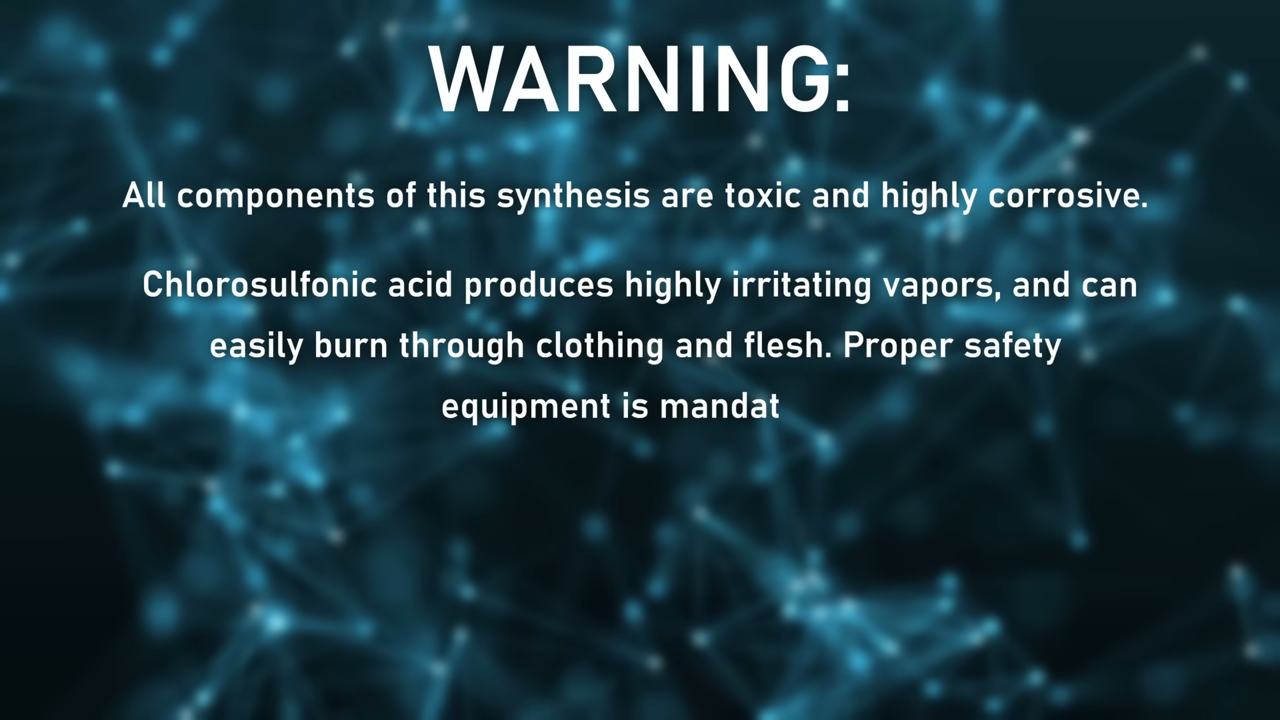 WARNING:
All components of this synthesis are toxic and highly corrosive.
Chlorosulfonic acid produces highly irritating vapors, and can
easily burn through clothing and flesh. Proper safety
equipment is mandat